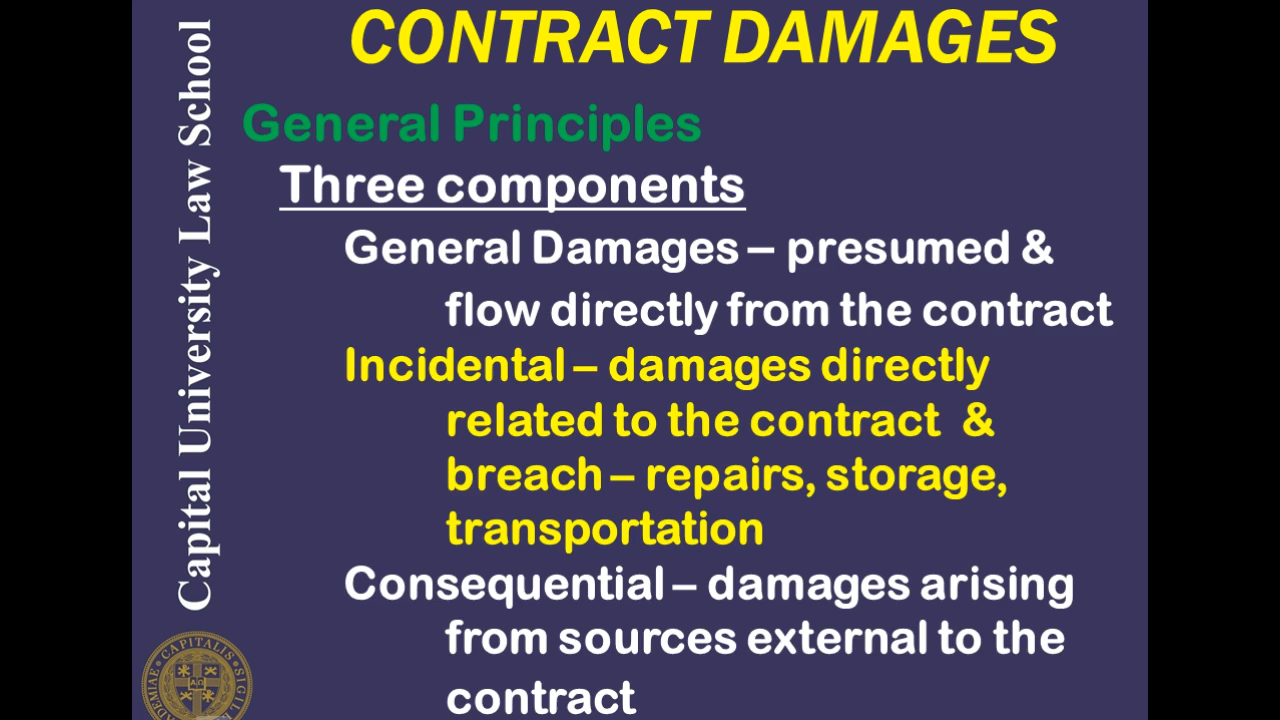 CONTRACT DAMAGES
Capital University Law School
General Principles
Three components
General Damages – presumed &
flow directly from the contract
Incidental – damages directly
related to the contract &
breach – repairs, storage,
transportation
Consequential – damages arising
from sources external to the
contract
CAPITALIS